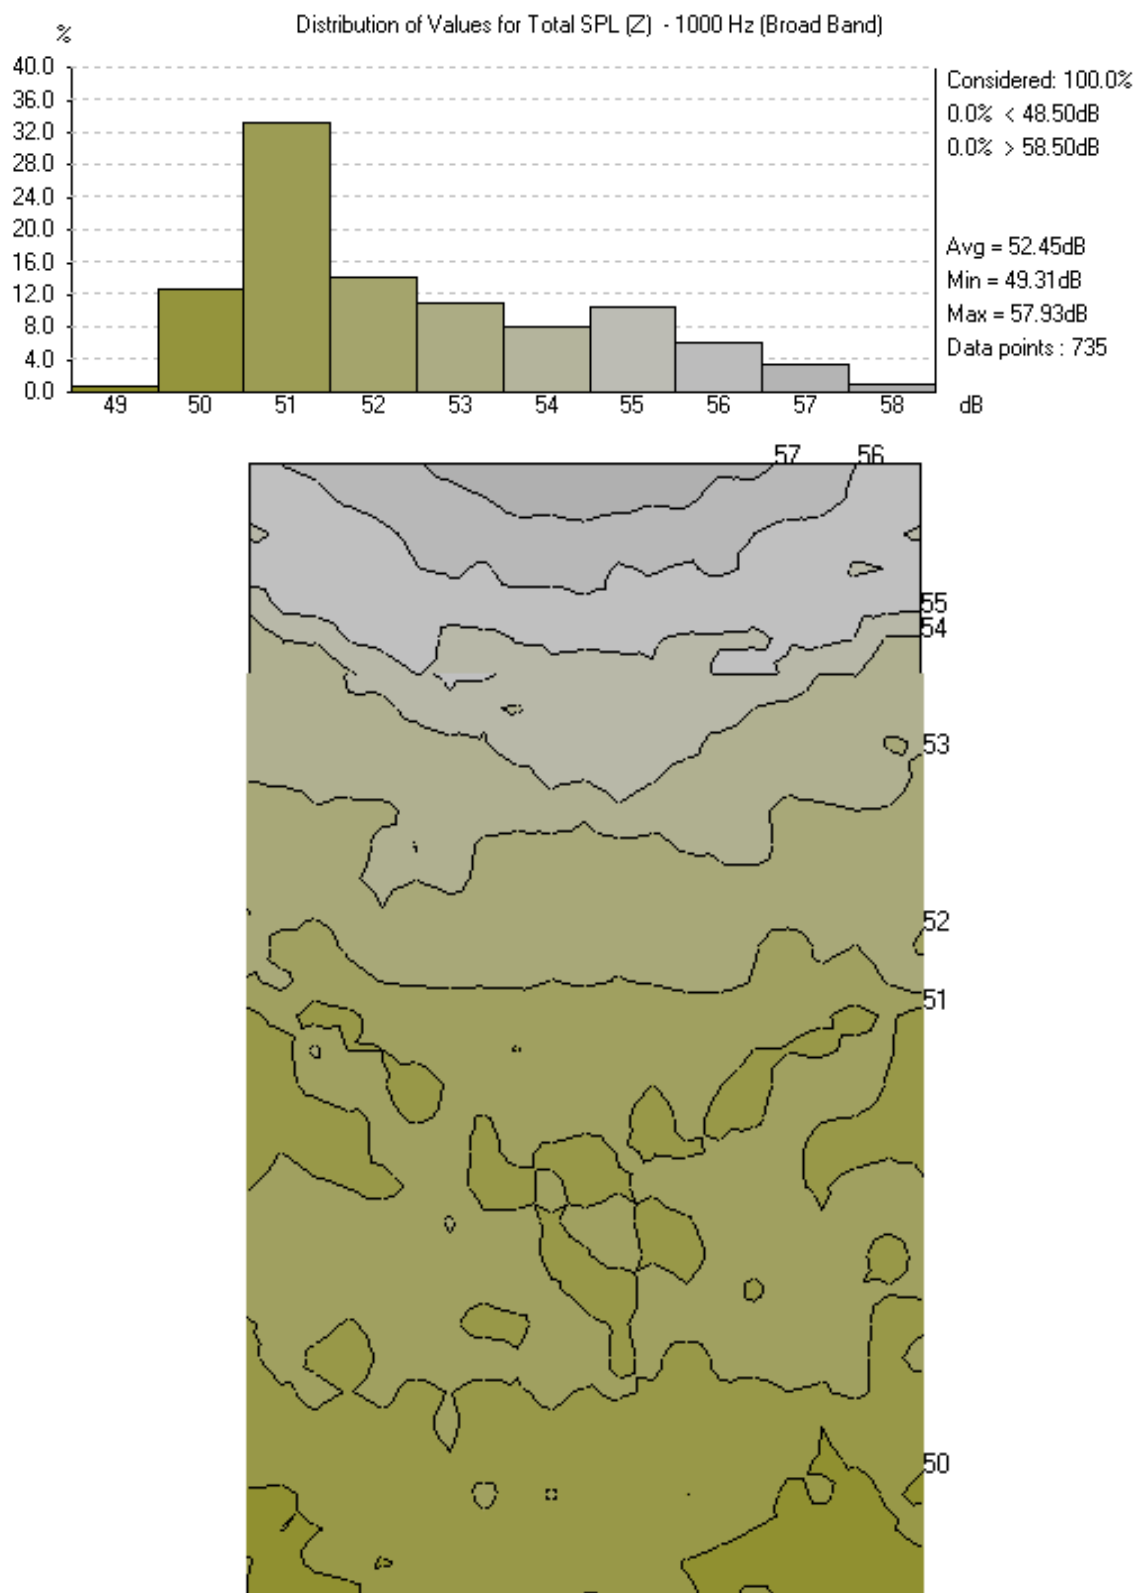 Distribution of Values for Total SPL (Z) - 1000 Hz (Broad Band)
%
40.0
36.0
32.0
28.0
24.0
20.0
16.0
12.0
8.0
4.0
0.0
49 50 51 52 53 54 55 56 57 58 dB
Considered: 100.0%
0.0% < 48.50dB
0.0% > 58.50dB
Avg = 52.45dB
Min = 49.31dB
Max = 57.93dB
Data points : 735
57 56
55
54
53
52
51
50